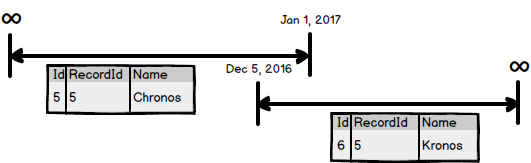 ∞
Jan 1, 2017
Id RecordId Name
5 5 Chronos
Dec 5, 2016
∞
Id RecordId Name
6 5 Kronos